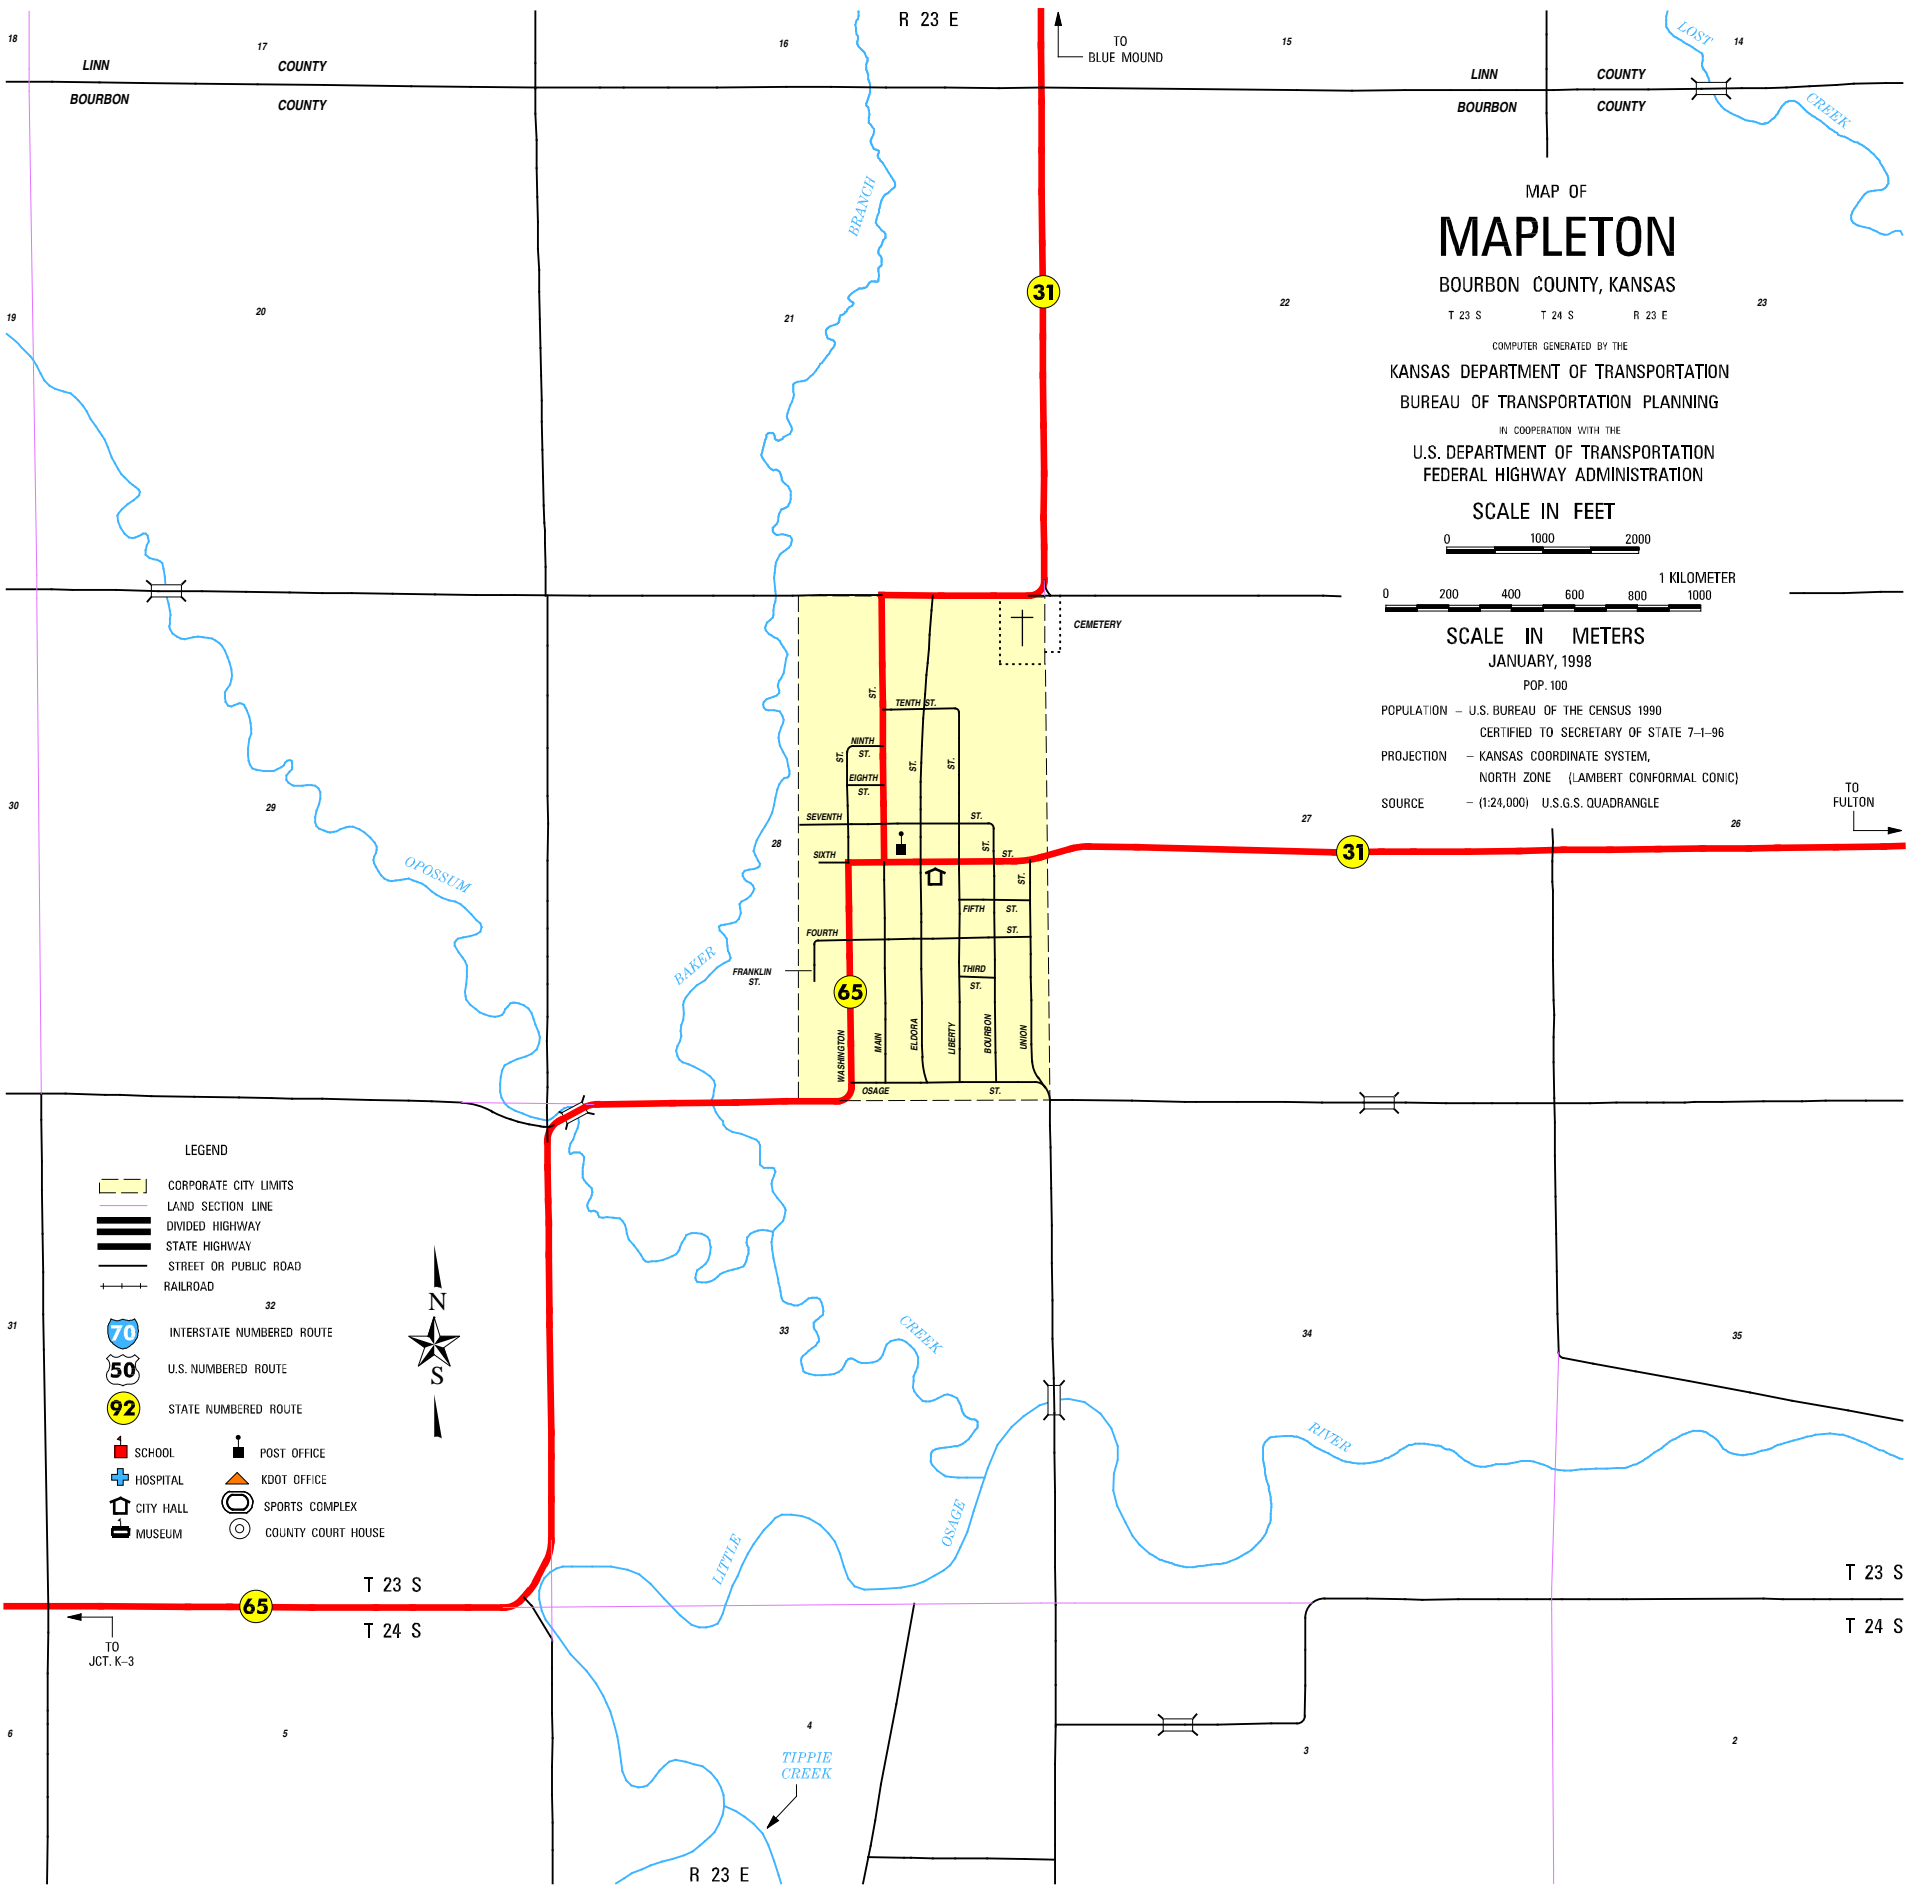 R 23 E
18
17
16
TO
BLUE MOUND
15
LOST
14
LINN COUNTY
BOURBON COUNTY
LINN COUNTY
BOURBON COUNTY
CREEK
BRANCH
MAP OF
MAPLETON
BOURBON COUNTY, KANSAS
T 23 S T 24 S R 23 E
COMPUTER GENERATED BY THE
KANSAS DEPARTMENT OF TRANSPORTATION
BUREAU OF TRANSPORTATION PLANNING
IN COOPERATION WITH THE
U.S. DEPARTMENT OF TRANSPORTATION
FEDERAL HIGHWAY ADMINISTRATION
SCALE IN FEET
0 1000 2000
1 KILOMETER
0 200 400 600 800 1000
SCALE IN METERS
JANUARY, 1998
POP. 100
POPULATION – U.S. BUREAU OF THE CENSUS 1990
CERTIFIED TO SECRETARY OF STATE 7–1–96
PROJECTION – KANSAS COORDINATE SYSTEM,
NORTH ZONE (LAMBERT CONFORMAL CONIC)
SOURCE – (1:24,000) U.S.G.S. QUADRANGLE
19
20
21
31
22
23
CEMETERY
ST.
TENTH ST.
NINTH
ST.
ST.
EIGHTH
ST.
ST.
ST.
SEVENTH ST.
SIXTH ST.
ST.
ST.
FIFTH ST.
FOURTH ST.
FRANKLIN
ST.
THIRD
ST.
65
WASHINGTON
MAIN
ELDORA
LIBERTY
BOURBON
UNION
OSAGE ST.
30
29
28
27
26
31
TO
FULTON
OPOSSUM
BAKER
LEGEND
CORPORATE CITY LIMITS
LAND SECTION LINE
DIVIDED HIGHWAY
STATE HIGHWAY
STREET OR PUBLIC ROAD
RAILROAD
70 INTERSTATE NUMBERED ROUTE
50 U.S. NUMBERED ROUTE
92 STATE NUMBERED ROUTE
SCHOOL
POST OFFICE
HOSPITAL
KDOT OFFICE
CITY HALL
SPORTS COMPLEX
MUSEUM
COUNTY COURT HOUSE
N
S
31
32
33
34
35
CREEK
RIVER
OSAGE
LITTLE
T 23 S
65
T 24 S
TO
JCT. K–3
T 23 S
T 24 S
6
5
4
3
2
TIPPIE
CREEK
R 23 E